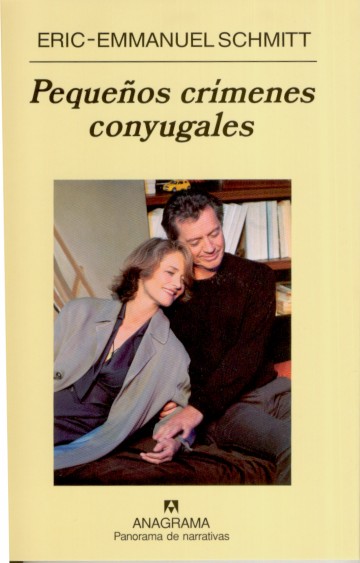 ERIC-EMMANUEL SCHMITT
Pequeños crímenes
conyugales
ANAGRAMA
Panorama de narrativas